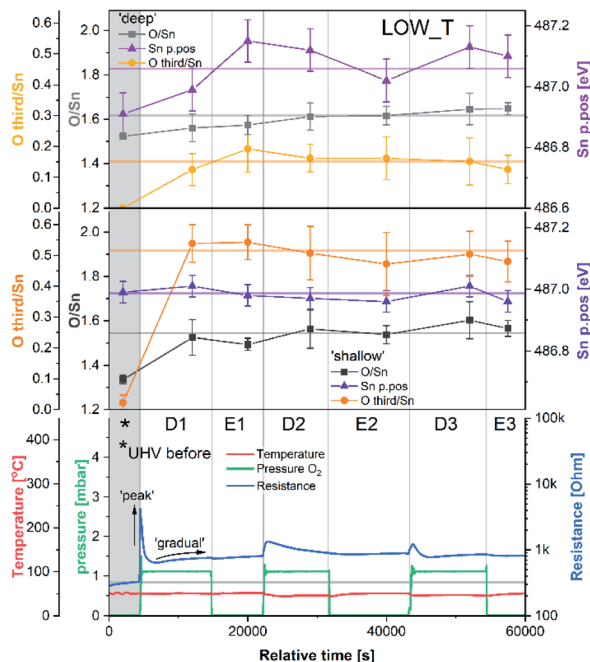 'deep'
LOW_T
O/Sn
Sn p.pos
O third/Sn
2.0
1.8
1.6
1.4
1.2
0.6
0.5
0.4
0.3
0.2
0.1
0.0
487.2
487.0
486.8
486.6
O third/Sn
O/Sn
Sn p.pos [eV]
2.0
1.8
1.6
1.4
1.2
0.6
0.5
0.4
0.3
0.2
0.1
0.0
487.2
487.0
486.8
O third/Sn
O/Sn
Sn p.pos [eV]
'shallow'
O/Sn
Sn p.pos
O third/Sn
* D1 E1 D2 E2 D3 E3
* UHV before
Temperature
Pressure O2
Resistance
'peak'
'gradual'
400
300
200
100
0
5
4
3
2
1
0
100k
10k
1k
100
Temperature [°C]
pressure [mbar]
Resistance [Ohm]
0 20000 40000 60000
Relative time [s]